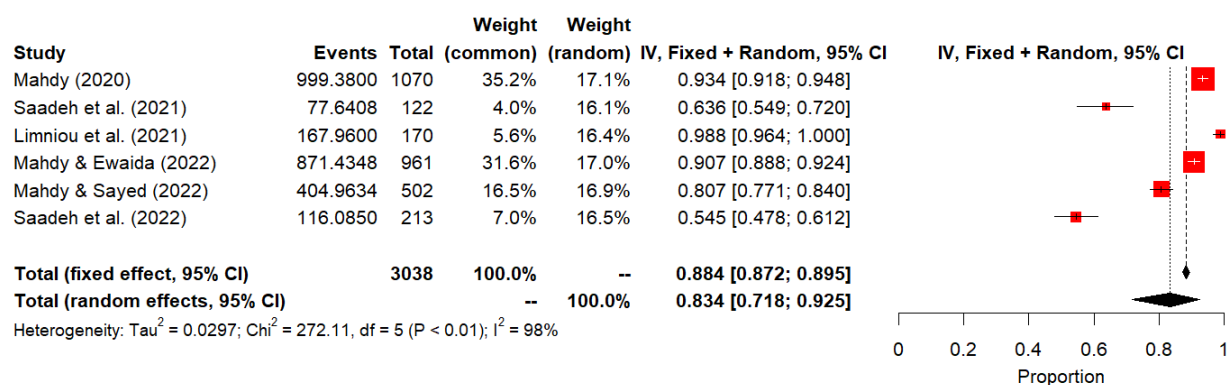 Weight Weight
Study Events Total (common) (random) IV, Fixed + Random, 95% CI IV, Fixed + Random, 95% CI
Mahdy (2020) 999.3800 1070 35.2% 17.1% 0.934 [0.918; 0.948]
Saadeh et al. (2021) 77.6408 122 4.0% 16.1% 0.636 [0.549; 0.720]
Limniou et al. (2021) 167.9600 170 5.6% 16.4% 0.988 [0.964; 1.000]
Mahdy & Ewaida (2022) 871.4348 961 31.6% 17.0% 0.907 [0.888; 0.924]
Mahdy & Sayed (2022) 404.9634 502 16.5% 16.9% 0.807 [0.771; 0.840]
Saadeh et al. (2022) 116.0850 213 7.0% 16.5% 0.545 [0.478; 0.612]
Total (fixed effect, 95% CI) 3038 100.0% -- 0.884 [0.872; 0.895]
Total (random effects, 95% CI) -- 100.0% 0.834 [0.718; 0.925]
Heterogeneity: Tau² = 0.0297; Chi² = 272.11, df = 5 (P < 0.01); I² = 98%
0 0.2 0.4 0.6 0.8 1
Proportion